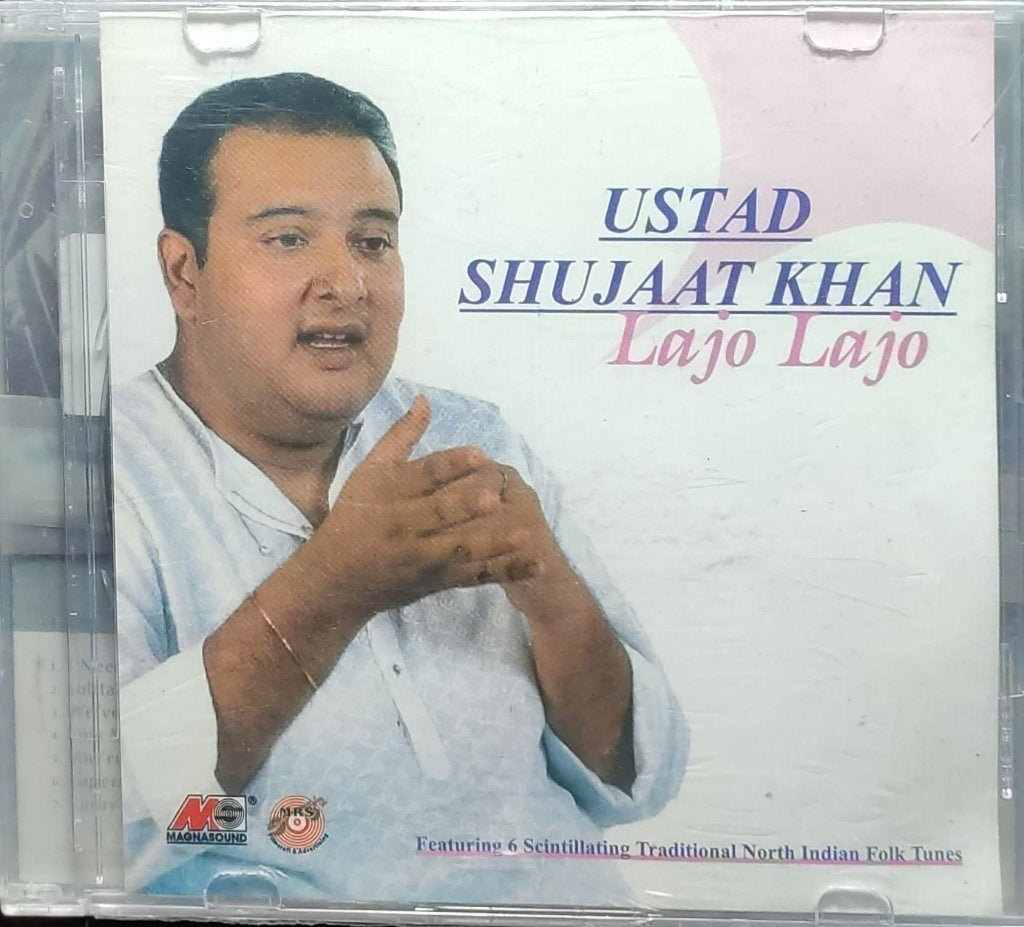 USTAD
SHUJAAT KHAN
Lajo Lajo
MAGNASOUND
MRS
Featuring 6 Scintillating Traditional North Indian Folk Tunes